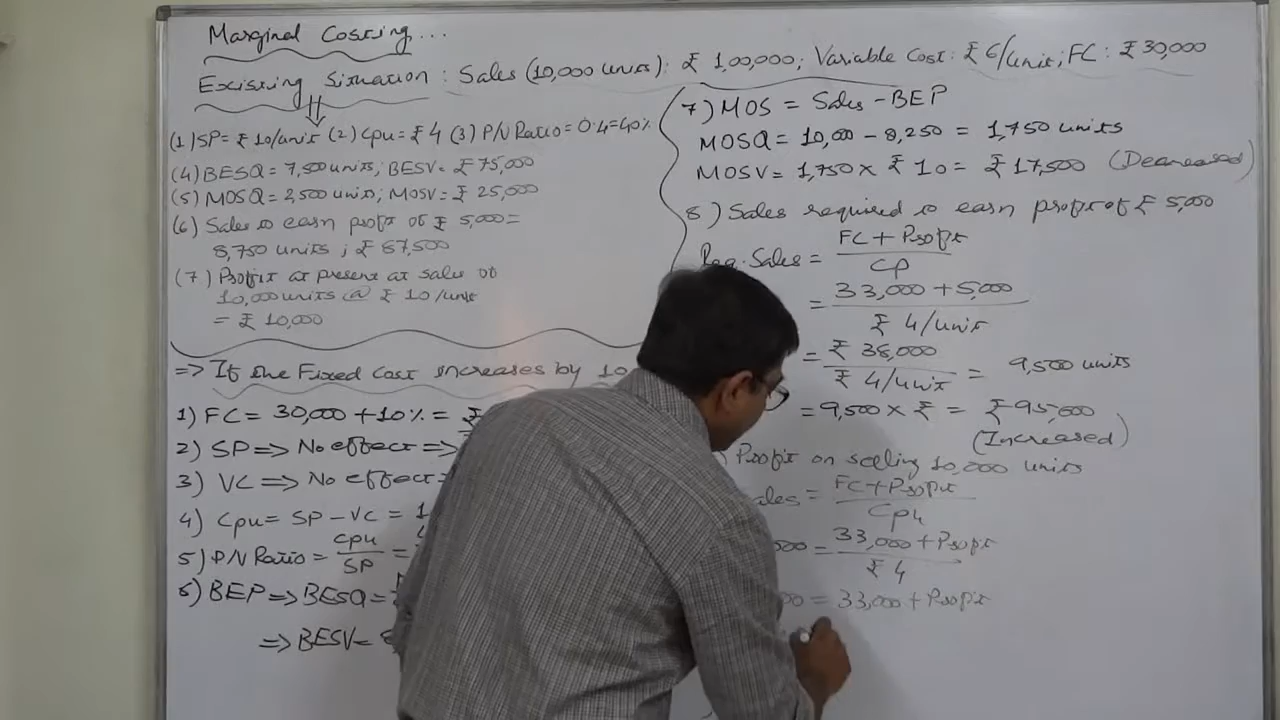 Marginal Costing...
Existing Situation : Sales (10,000 units): ₹ 1,00,000; Variable Cost: ₹ 6/unit; FC: ₹ 30,000
(1) SP= ₹ 10/unit (2) Cpu= ₹ 4 (3) P/V Ratio= 0.4=40%
(4) BESQ= 7,500 units; BESV= ₹ 75,000
(5) MOSQ= 2,500 units; MOSV= ₹ 25,000
(6) Sales to earn profit of ₹ 5,000=
8,750 units ; ₹ 87,500
(7) Profit at present at sales of
10,000 units @ ₹ 10/unit
= ₹ 10,000
=> If the Fixed Cost increases by 10
1) FC= 30,000 +10% = ₹
2) SP => No effect =>
3) VC => No effect
4) Cpu= SP - VC = 1
5) P/V Ratio = Cpu/SP =
6) BEP => BESQ =
=> BESV= 8
7) MOS = Sales - BEP
MOSQ= 10,000 - 8,250 = 1,750 units
MOSV= 1,750 x ₹ 10= ₹ 17,500 (Decreased)
8) Sales required to earn profit of ₹ 5,000
Req. Sales = FC + Profit / CP
= 33,000 + 5,000 / ₹ 4/unit
= ₹ 38,000 / ₹ 4/unit = 9,500 units
= 9,500 x ₹ = ₹ 95,000
(Increased)
) Profit on selling 10,000 units
ales = FC+Profit / Cpu
000 = 33,000 + Profit / ₹ 4
00 = 33,000 + Profit